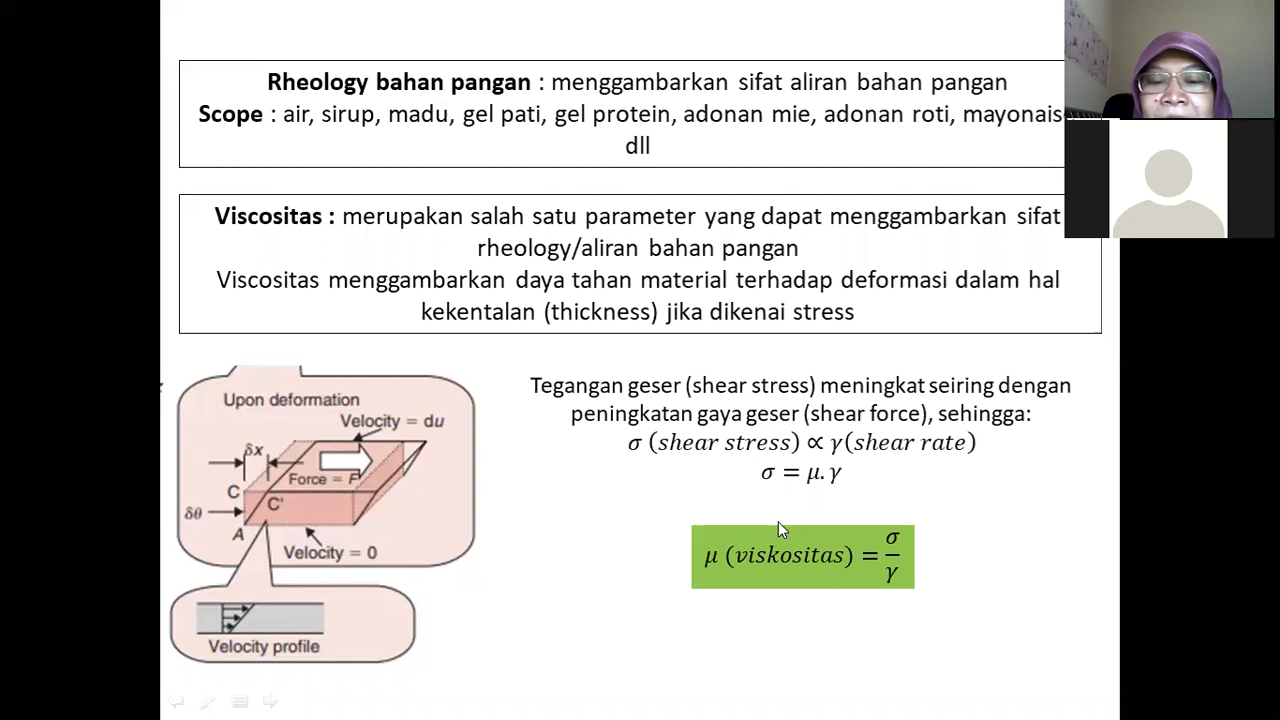 Rheology bahan pangan : menggambarkan sifat aliran bahan pangan
Scope : air, sirup, madu, gel pati, gel protein, adonan mie, adonan roti, mayonais
dll
Viscositas : merupakan salah satu parameter yang dapat menggambarkan sifat
rheology/aliran bahan pangan
Viscositas menggambarkan daya tahan material terhadap deformasi dalam hal
kekentalan (thickness) jika dikenai stress
Upon deformation
Velocity = du
δx
Force = F
C
C'
δθ
A
Velocity = 0
Velocity profile
Tegangan geser (shear stress) meningkat seiring dengan
peningkatan gaya geser (shear force), sehingga:
σ (shear stress) ∝ γ(shear rate)
σ = μ. γ
μ (viskositas) = σ/γ